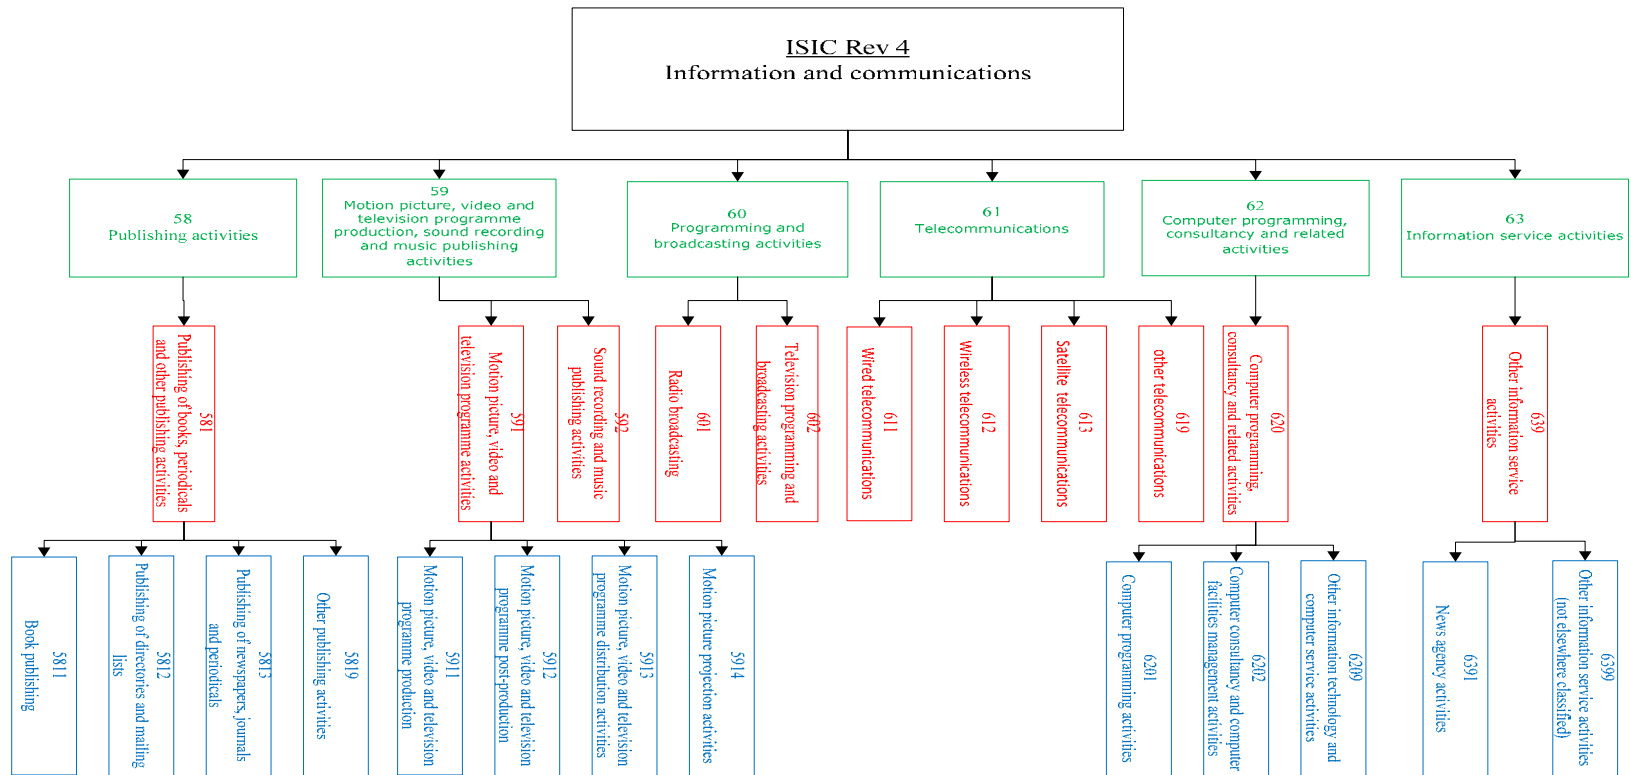 ISIC Rev 4
Information and communications
58
Publishing activities
59
Motion picture, video and
television programme
production, sound recording
and music publishing
activities
60
Programming and
broadcasting activities
61
Telecommunications
62
Computer programming,
consultancy and related
activities
63
Information service activities
581
Publishing of books, periodicals
and other publishing activities
591
Motion picture, video and
television programme activities
592
Sound recording and music
publishing activities
601
Radio broadcasting
602
Television programming and
broadcasting activities
611
Wired telecommunications
612
Wireless telecommunications
613
Satellite telecommunications
619
other telecommunications
620
Computer programming,
consultancy and related activities
639
Other information service
activities
5811
Book publishing
5812
Publishing of directories and mailing
lists
5813
Publishing of newspapers, journals
and periodicals
5819
Other publishing activities
5911
Motion picture, video and television
programme production
5912
Motion picture, video and television
programme post-production
5913
Motion picture, video and television
programme distribution activities
5914
Motion picture projection activities
6201
Computer programming activities
6202
Computer consultancy and computer
facilities management activities
6209
Other information technology and
computer service activities
6391
News agency activities
6399
Other information service activities
(not elsewhere classified)